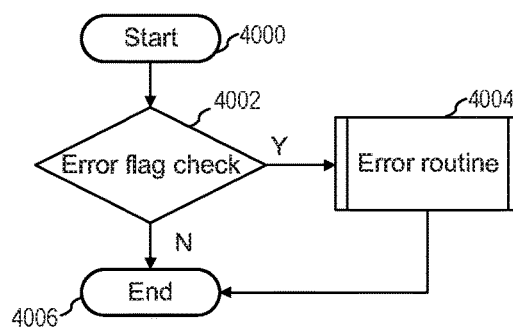 Start
4000
4002
Error flag check
Y
4004
Error routine
N
End
4006